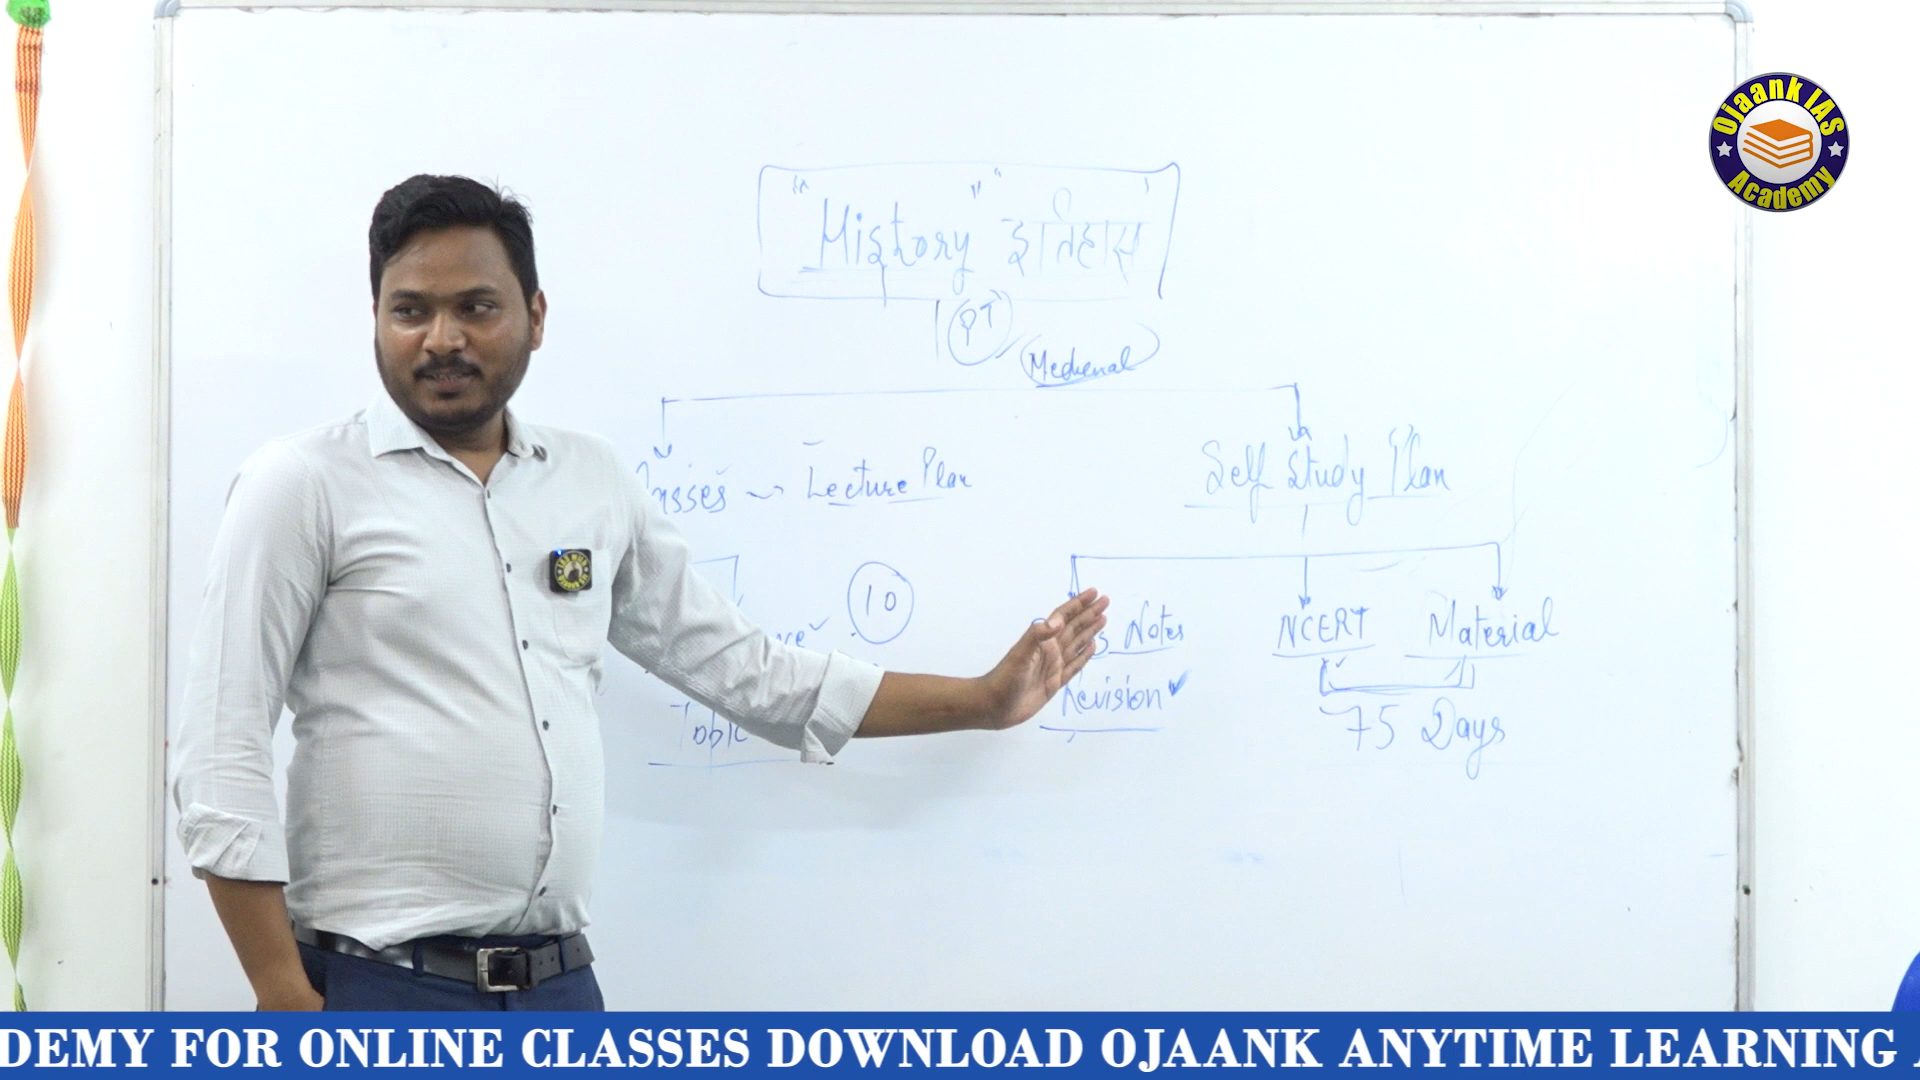 Ojaank IAS
Academy
"History" "इतिहास"
PT
Medieval
Lecture Plan
Self Study Plan
10
Notes
NCERT
Material
Revision
Topic
75 Days
DEMY FOR ONLINE CLASSES DOWNLOAD OJAANK ANYTIME LEARNING